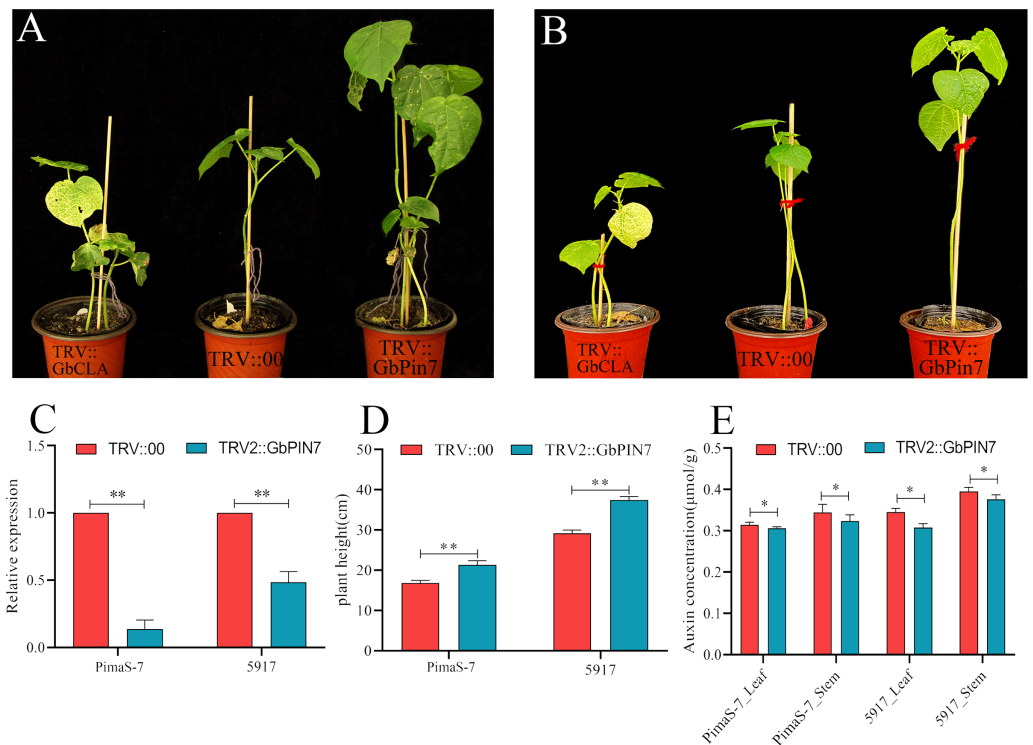 A
B
TRV::
GbCLA
TRV::00
TRV::
GbPin7
TRV::
GbCLA
TRV::00
TRV::
GbPin7
C
TRV::00
TRV2::GbPIN7
Relative expression
1.5
1.0
0.5
0.0
**
**
PimaS-7
5917
D
TRV::00
TRV2::GbPIN7
plant height(cm)
50
40
30
20
10
0
**
**
PimaS-7
5917
E
TRV::00
TRV2::GbPIN7
Auxin concentration(μmol/g)
0.5
0.4
0.3
0.2
0.1
0.0
*
*
*
*
PimaS-7_Leaf
PimaS-7_Stem
5917_Leaf
5917_Stem